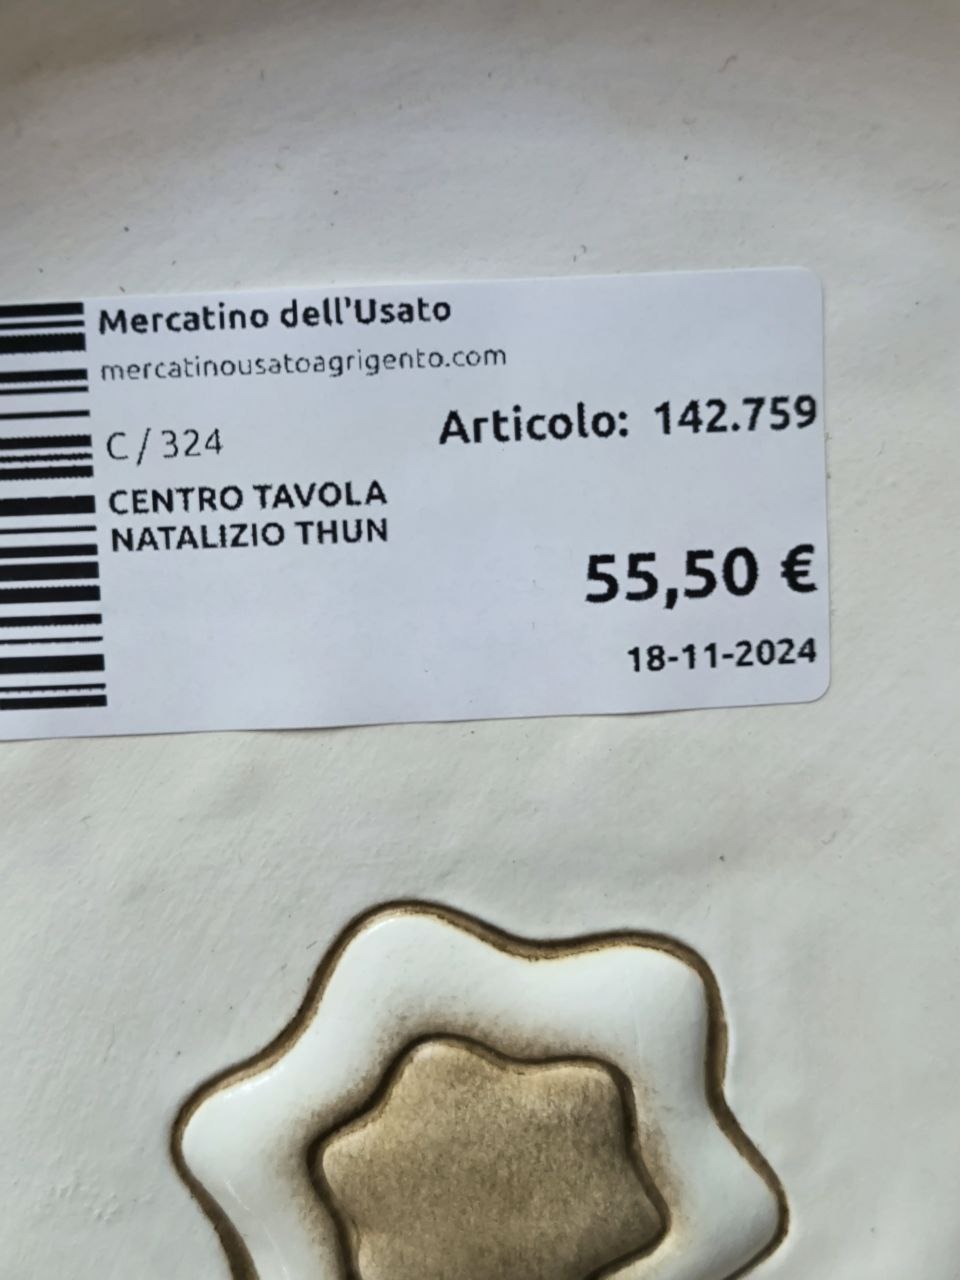 Mercatino dell'Usato
mercatinousatoagrigento.com
C / 324
Articolo: 142.759
CENTRO TAVOLA
NATALIZIO THUN
55,50 €
18-11-2024